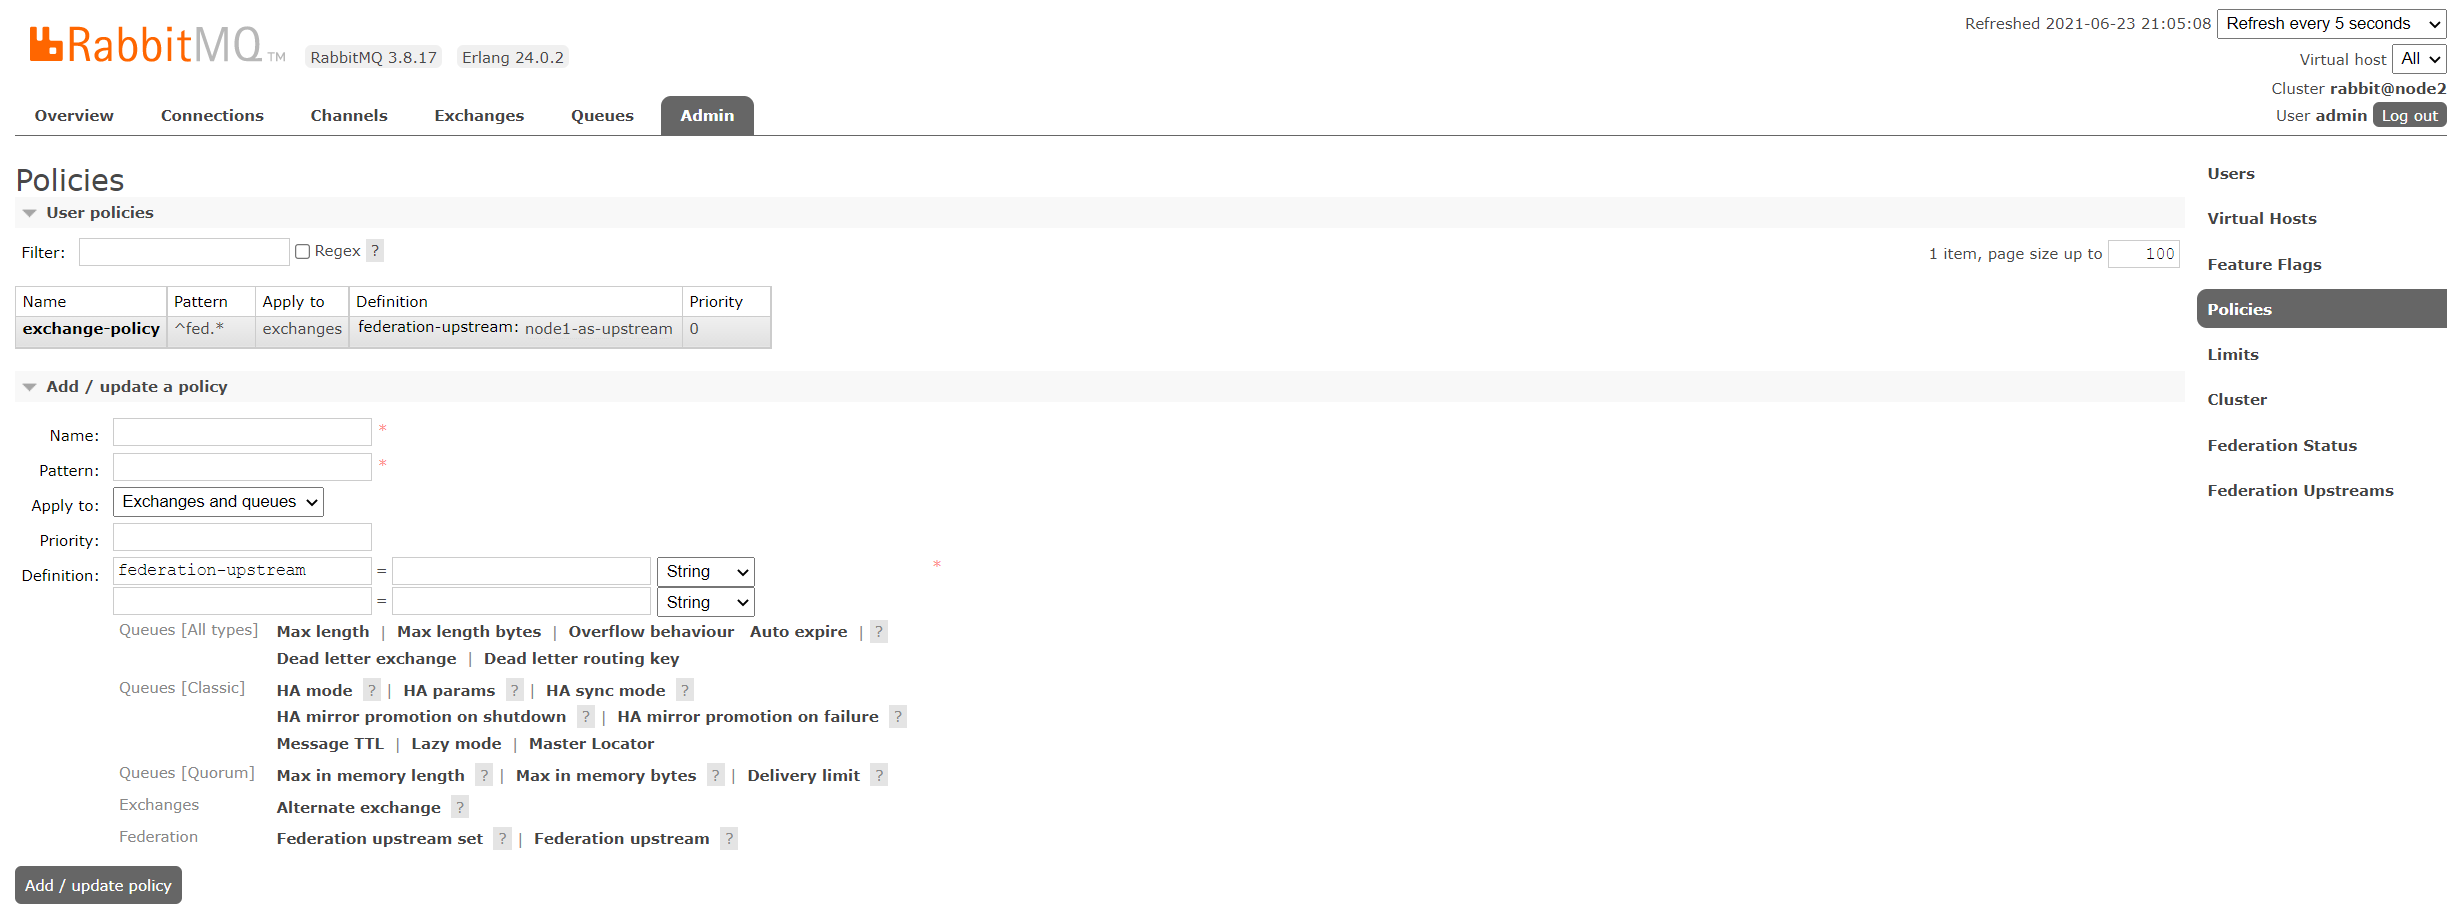 RabbitMQ TM RabbitMQ 3.8.17 Erlang 24.0.2
Refreshed 2021-06-23 21:05:08 Refresh every 5 seconds
Virtual host All
Cluster rabbit@node2
User admin Log out
Overview Connections Channels Exchanges Queues Admin
Policies
User policies
Filter: Regex ?
1 item, page size up to 100
Name Pattern Apply to Definition Priority
exchange-policy ^fed.* exchanges federation-upstream: node1-as-upstream 0
Add / update a policy
Name: *
Pattern: *
Apply to: Exchanges and queues
Priority:
Definition: federation-upstream = String *
= String
Queues [All types] Max length | Max length bytes | Overflow behaviour Auto expire | ?
Dead letter exchange | Dead letter routing key
Queues [Classic] HA mode ? | HA params ? | HA sync mode ?
HA mirror promotion on shutdown ? | HA mirror promotion on failure ?
Message TTL | Lazy mode | Master Locator
Queues [Quorum] Max in memory length ? | Max in memory bytes ? | Delivery limit ?
Exchanges Alternate exchange ?
Federation Federation upstream set ? | Federation upstream ?
Add / update policy
Users
Virtual Hosts
Feature Flags
Policies
Limits
Cluster
Federation Status
Federation Upstreams